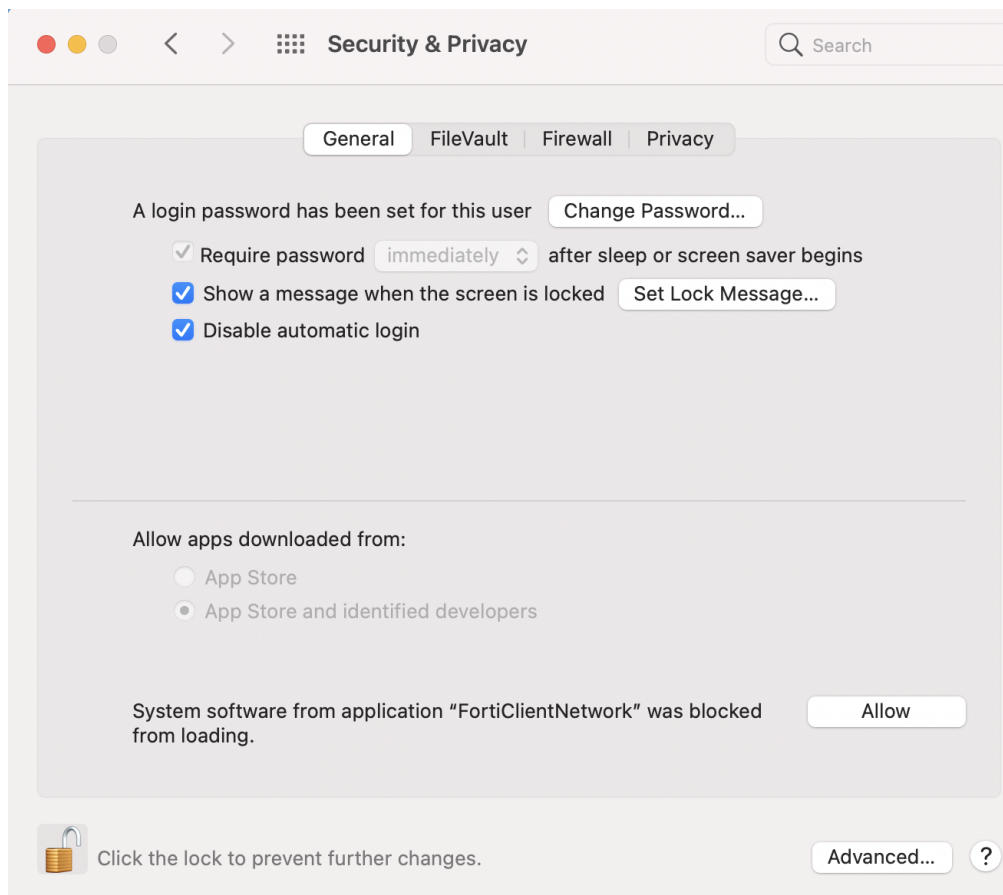 Security & Privacy
Search
General FileVault Firewall Privacy
A login password has been set for this user Change Password...
Require password immediately after sleep or screen saver begins
Show a message when the screen is locked Set Lock Message...
Disable automatic login
Allow apps downloaded from:
App Store
App Store and identified developers
System software from application “FortiClientNetwork” was blocked Allow
from loading.
Click the lock to prevent further changes. Advanced... ?